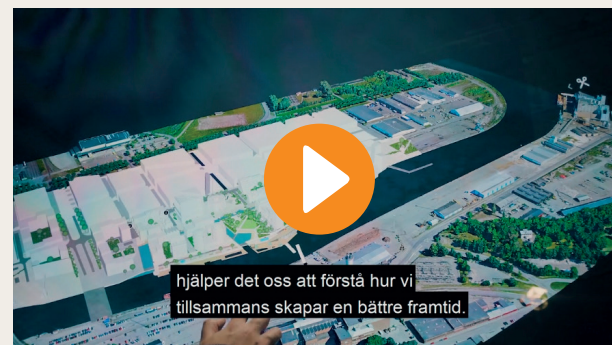 hjälper det oss att förstå hur vi
tillsammans skapar en bättre framtid.